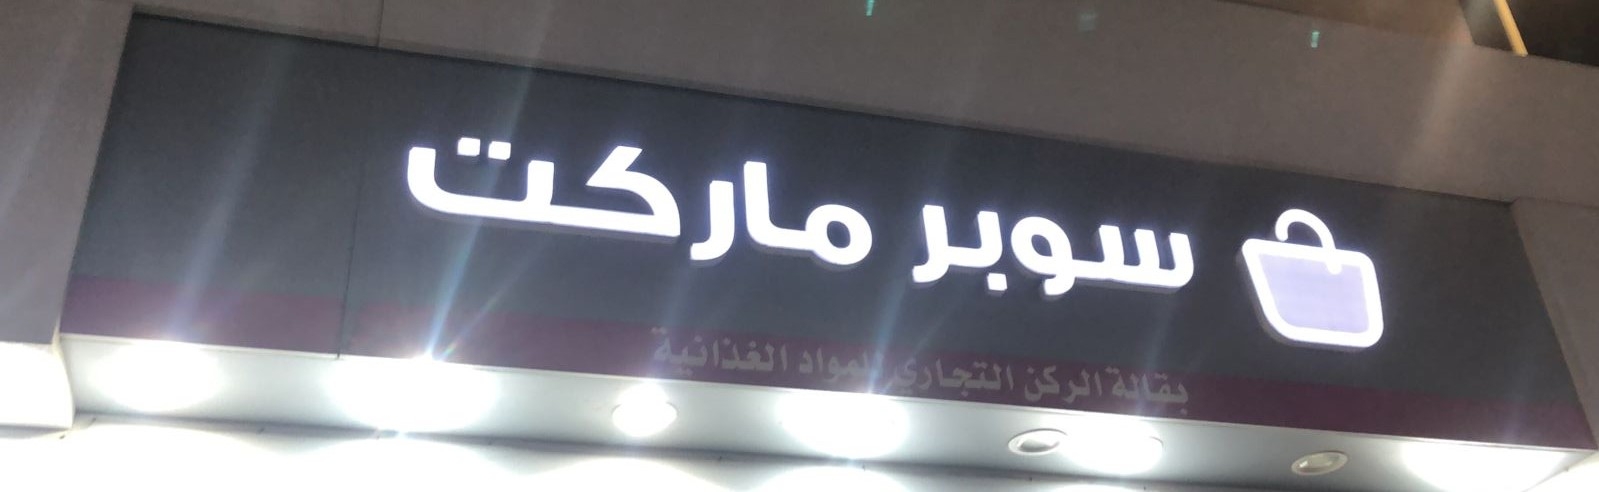 سوبر ماركت
بقالة الركن التجاري للمواد الغذائية